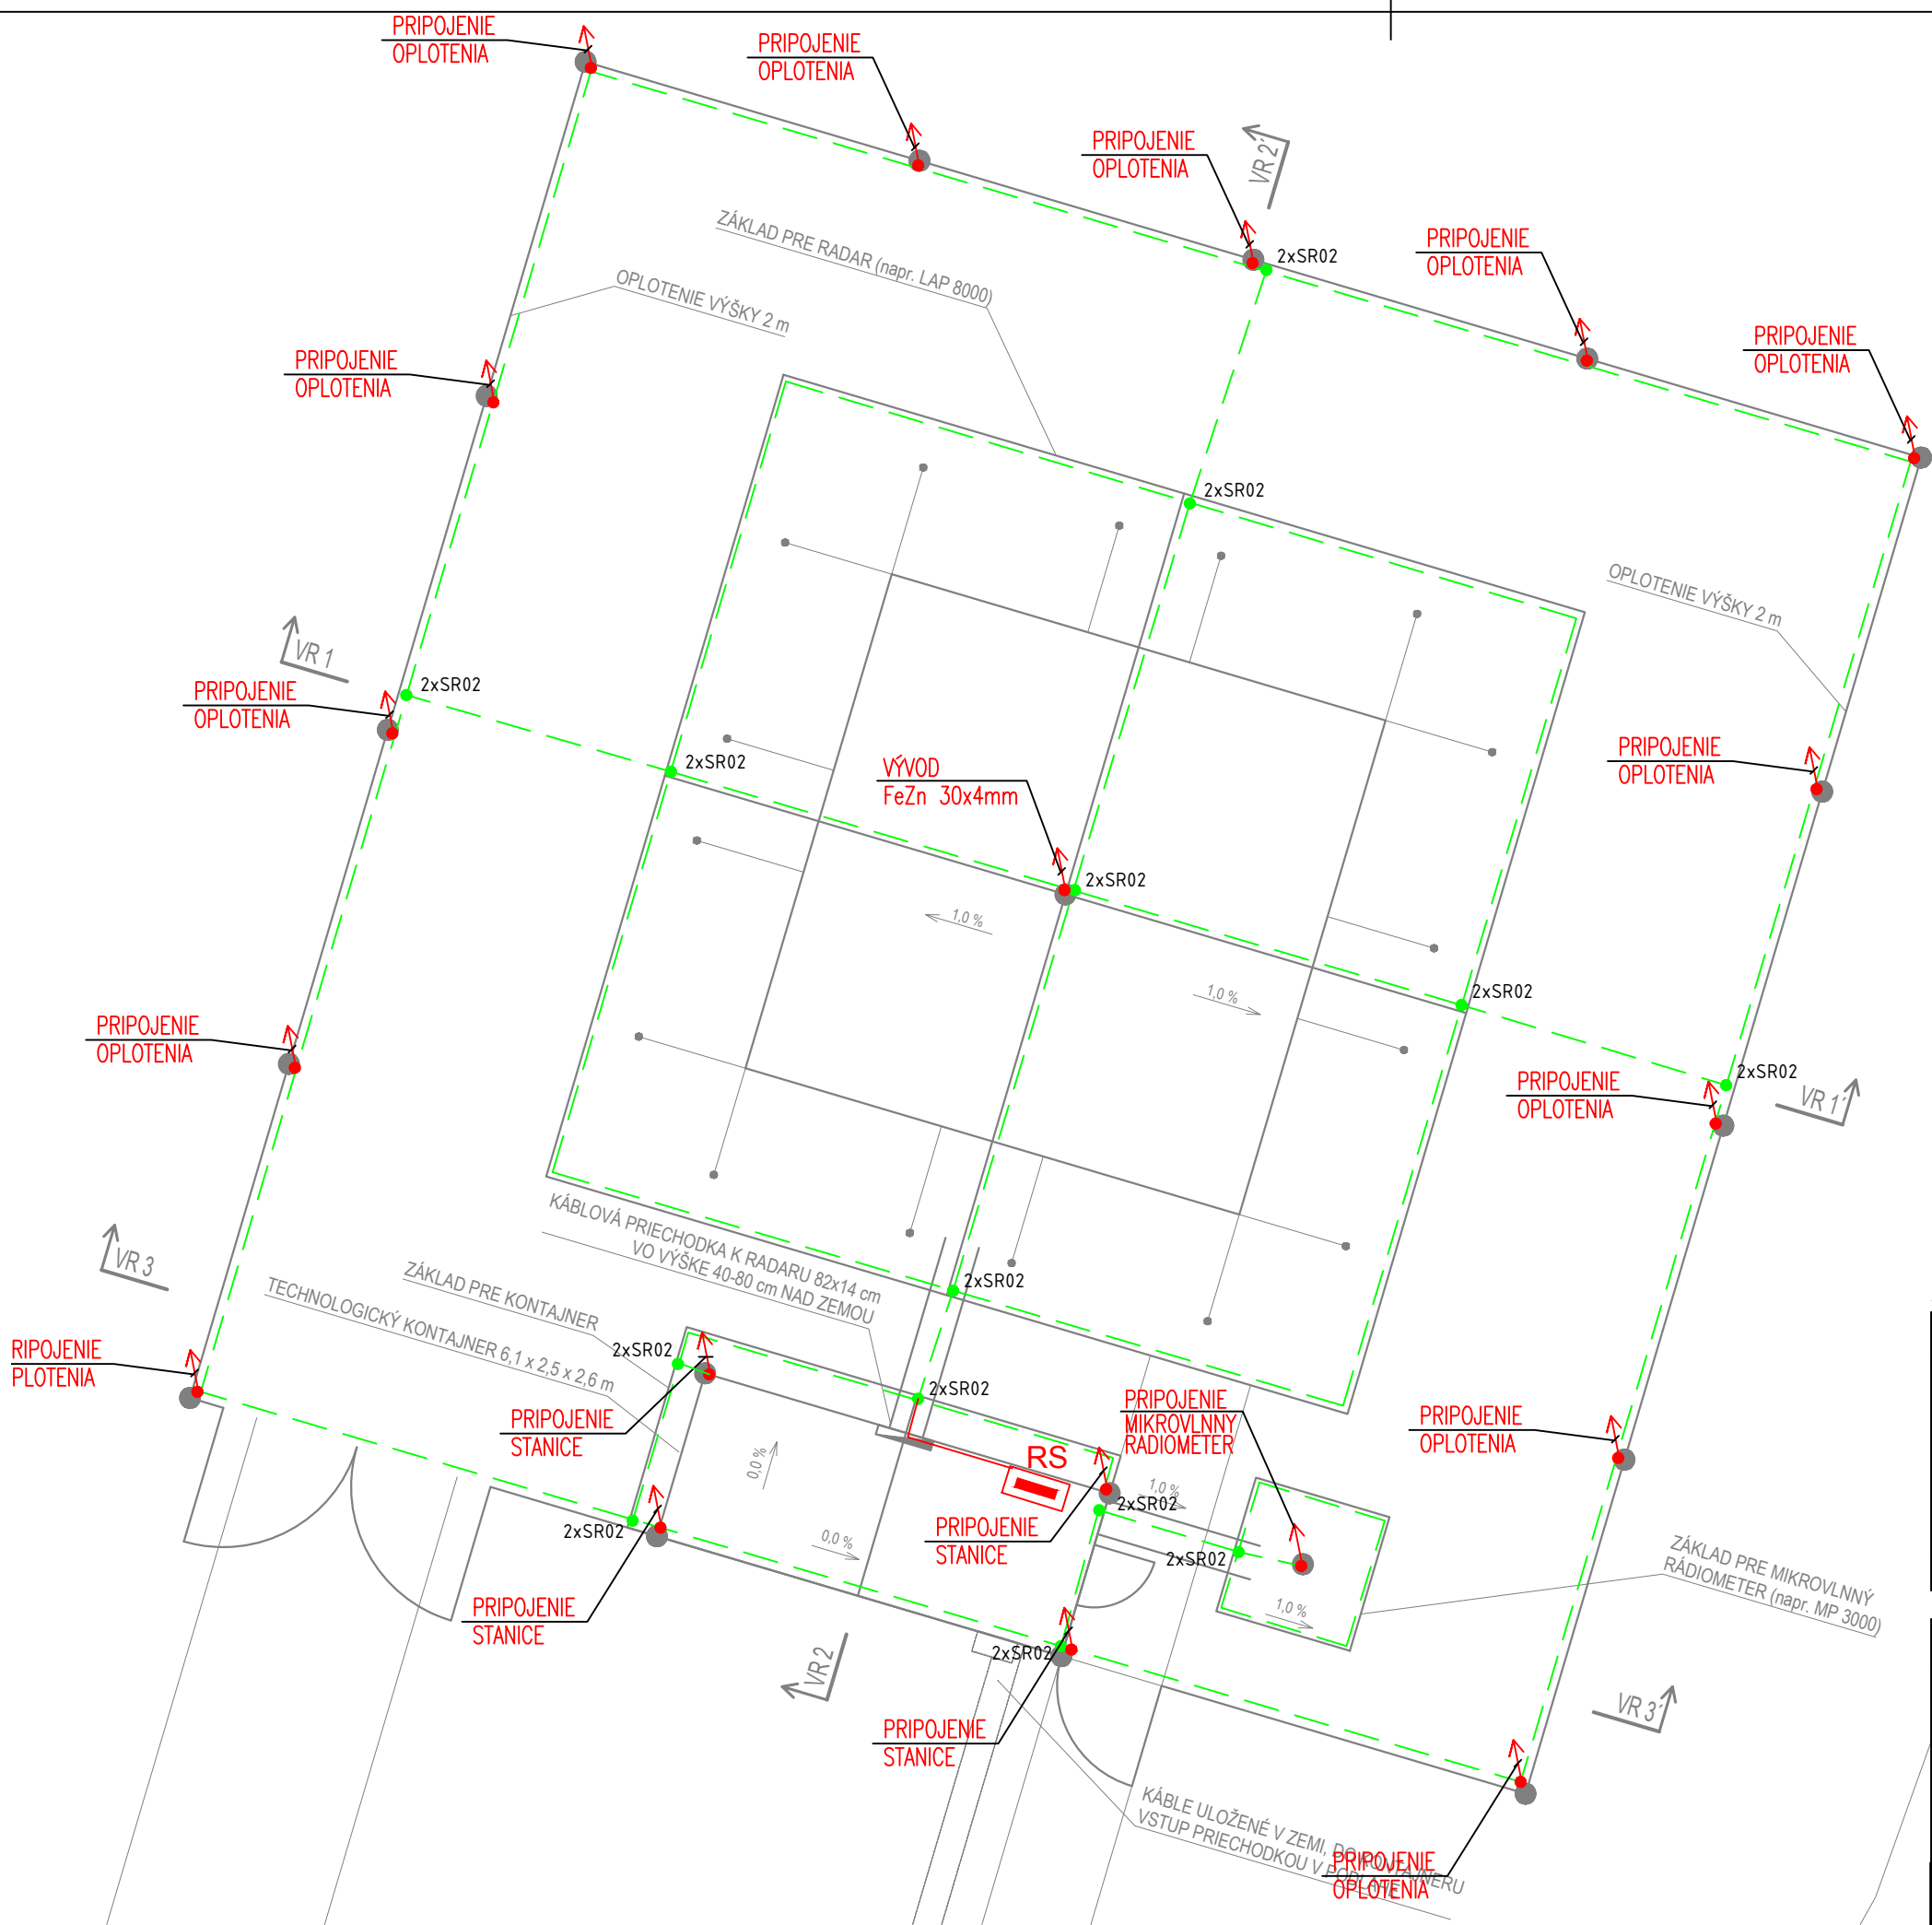 PRIPOJENIE
OPLOTENIA
PRIPOJENIE
OPLOTENIA
PRIPOJENIE
OPLOTENIA
VR 2´
PRIPOJENIE
OPLOTENIA
2xSR02
ZÁKLAD PRE RADAR (napr. LAP 8000)
OPLOTENIE VÝŠKY 2 m
PRIPOJENIE
OPLOTENIA
PRIPOJENIE
OPLOTENIA
2xSR02
OPLOTENIE VÝŠKY 2 m
VR 1
PRIPOJENIE
OPLOTENIA
2xSR02
2xSR02
VÝVOD
FeZn 30x4mm
PRIPOJENIE
OPLOTENIA
2xSR02
1,0 %
1,0 %
2xSR02
PRIPOJENIE
OPLOTENIA
PRIPOJENIE
OPLOTENIA
2xSR02
VR 1´
VR 3
KÁBLOVÁ PRIECHODKA K RADARU 82x14 cm
VO VÝŠKE 40-80 cm NAD ZEMOU
ZÁKLAD PRE KONTAJNER
TECHNOLOGICKÝ KONTAJNER 6,1 x 2,5 x 2,6 m
2xSR02
RIPOJENIE
PLOTENIA
2xSR02
2xSR02
PRIPOJENIE
STANICE
PRIPOJENIE
MIKROVLNNY
RADIOMETER
PRIPOJENIE
OPLOTENIA
RS
0,0 %
1,0 %
2xSR02
2xSR02
0,0 %
PRIPOJENIE
STANICE
2xSR02
ZÁKLAD PRE MIKROVLNNÝ
RÁDIOMETER (napr. MP 3000)
1,0 %
PRIPOJENIE
STANICE
2xSR02
VR 2
VR 3´
PRIPOJENIE
STANICE
KÁBLE ULOŽENÉ V ZEMI, DO KONTAJNERU
VSTUP PRIECHODKOU V PODLAHE
PRIPOJENIE
OPLOTENIA